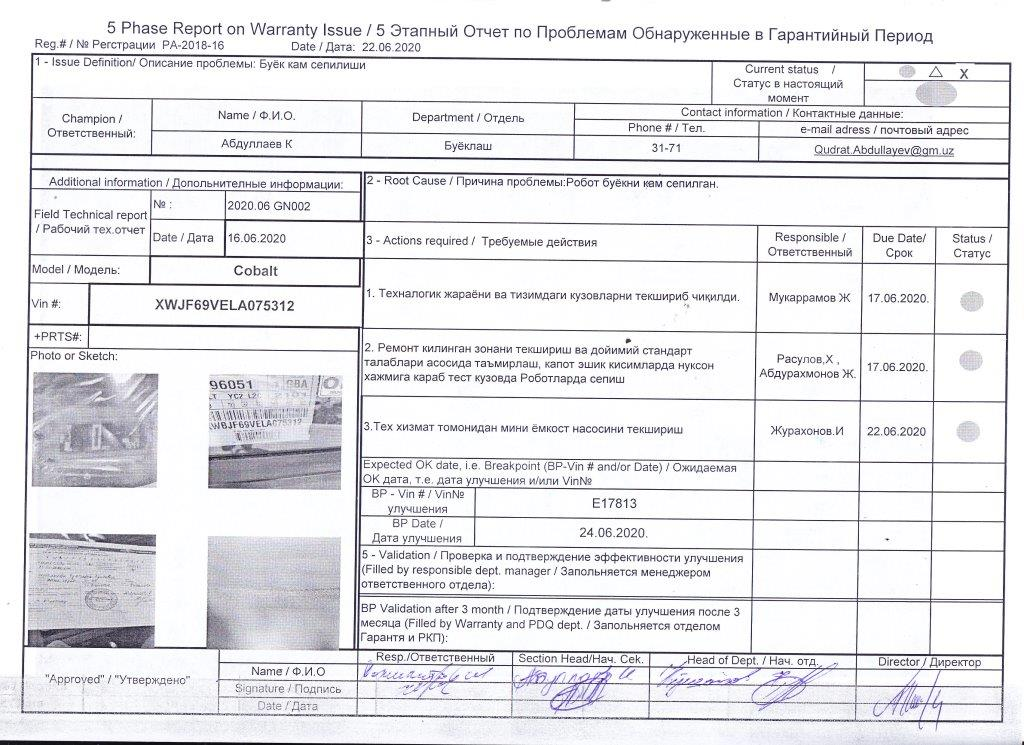 5 Phase Report on Warranty Issue / 5 Этапный Отчет по Проблемам Обнаруженные в Гарантийный Период
Reg.# / № Регстрации PA-2018-16 Date / Дата: 22.06.2020
1 - Issue Definition/ Описание проблемы: Буёк кам сепилиши
Current status /
Статус в настоящий
момент
X
Champion /
Ответственный:
Name / Ф.И.О.
Абдуллаев К
Department / Отдель
Буёклаш
Contact information / Контактные данные:
Phone # / Тел.
31-71
e-mail adress / почтовый адрес
Qudrat.Abdullayev@gm.uz
Additional information / Допольнителные информации:
Field Technical report
/ Рабочий тех.отчет
№ :
2020.06 GN002
Date / Дата
16.06.2020
Model / Модель:
Cobalt
Vin #:
XWJF69VELA075312
+PRTS#:
Photo or Sketch:
96051
GBA
YC2
XWBJF69VELA075312
2 - Root Cause / Причина проблемы:Робот буёкни кам сепилган.
3 - Actions required / Требуемые действия
Responsible /
Ответственный
Due Date/
Срок
Status /
Статус
1. Техналогик жараёни ва тизимдаги кузовларни текшириб чиқилди.
Мукаррамов Ж
17.06.2020.
2. Ремонт килинган зонани текшириш ва дойимий стандарт
талаблари асосида таъмирлаш, капот эшик кисимларда нуксон
хажмига караб тест кузовда Роботларда сепиш
Расулов,Х ,
Абдурахмонов Ж.
17.06.2020.
3.Тех хизмат томонидан мини ёмкост насосини текшириш
Журахонов.И
22.06.2020
Expected OK date, i.e. Breakpoint (BP-Vin # and/or Date) / Ожидаемая
OK дата, т.е. дата улучшения и/или Vin№
BP - Vin # / Vin№
улучшения
E17813
BP Date /
Дата улучшения
24.06.2020.
5 - Validation / Проверка и подтверждение эффективности улучшения
(Filled by responsible dept. manager / Запольняется менеджером
ответственного отдела):
BP Validation after 3 month / Подтверждение даты улучшения после 3
месяца (Filled by Warranty and PDQ dept. / Запольняется отделом
Гарантя и РКП):
"Approved" / "Утверждено"
Resp./Ответственный
Section Head/Нач. Сек.
Head of Dept. / Нач. отд.
Director / Директор
Name / Ф.И.О
Signature / Подпись
Date / Дата